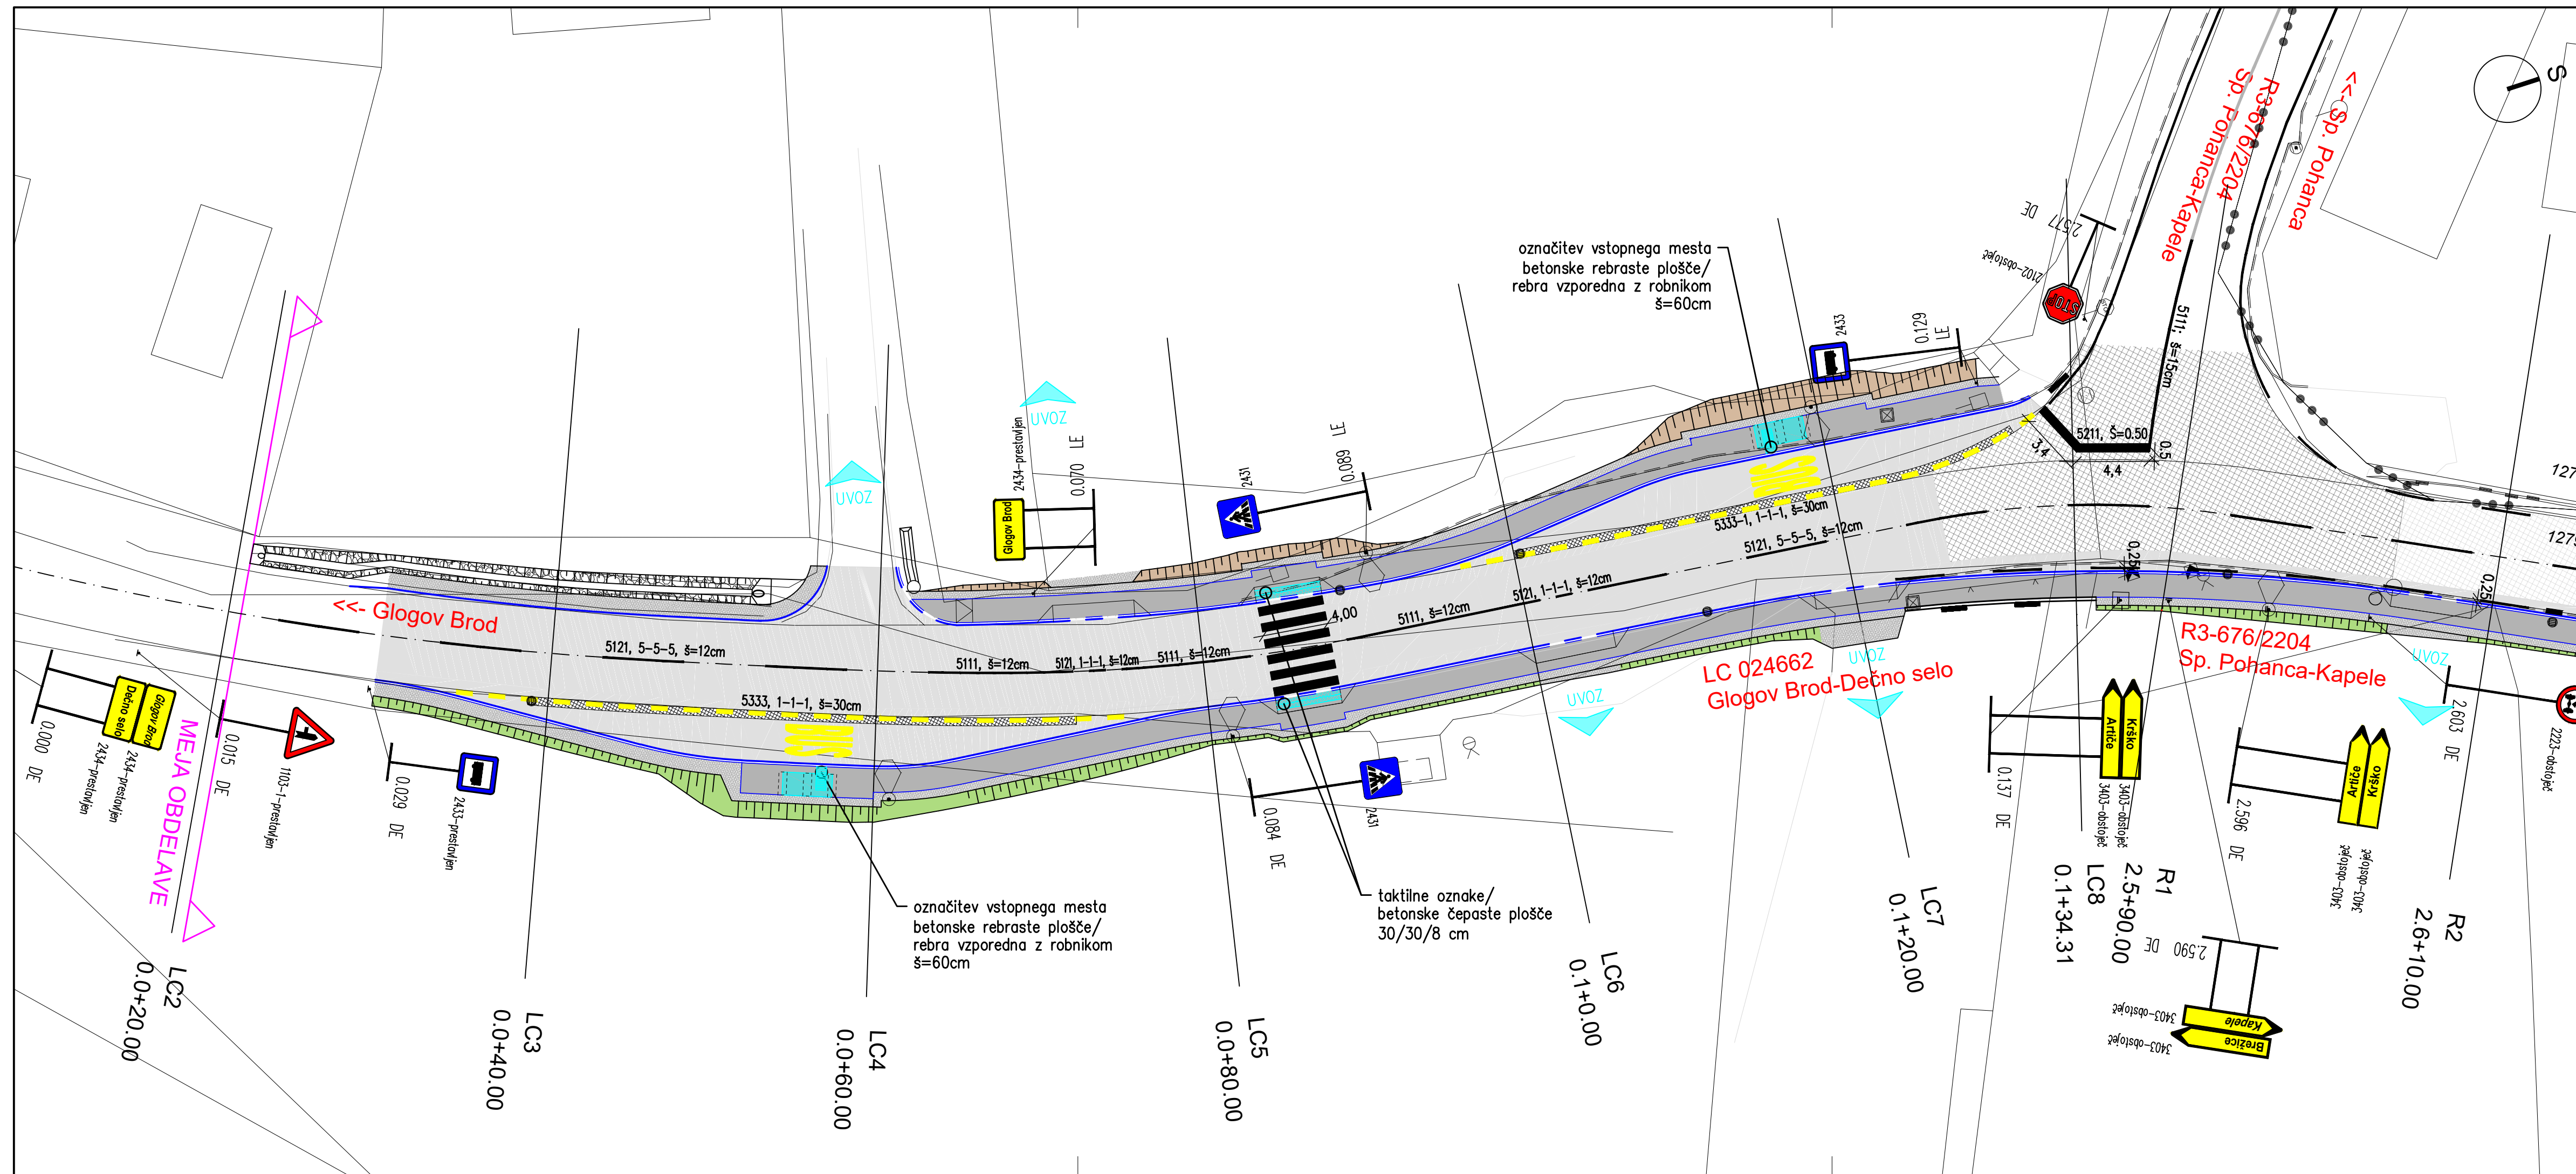 S
<-- Sp. Pohanca
R3-676/2204
Sp. Pohanca-Kapele
2.577 DE
2102-obstoječ
STOP
5111; š=15cm
5211, Š=0.50
3,4
4,4
0.5
označitev vstopnega mesta
betonske rebraste plošče/
rebra vzporedna z robnikom
š=60cm
2433
0.129 LE
5333-1, 1-1-1, š=30cm
5121, 5-5-5, š=12cm
5121, 1-1-1, š=12cm
5111, š=12cm
4,00
0.089 LE
2431
UVOZ
2434-prestavljen
0.070 LE
Glogov Brod
UVOZ
<<- Glogov Brod
5121, 5-5-5, š=12cm
5111, š=12cm
5121, 1-1-1, š=12cm
5111, š=12cm
5333, 1-1-1, š=30cm
0.000 DE
Dečno selo
Glogov Brod
2434-prestavljen
2434-prestavljen
MEJA OBDELAVE
0.015 DE
1103-1-prestavljen
0.029 DE
2433-prestavljen
označitev vstopnega mesta
betonske rebraste plošče/
rebra vzporedna z robnikom
š=60cm
0.084 DE
2431
taktilne oznake/
betonske čepaste plošče
30/30/8 cm
UVOZ
LC 024662
Glogov Brod-Dečno selo
UVOZ
0.25
0.25
R3-676/2204
Sp. Pohanca-Kapele
UVOZ
0.137 DE
Artiče
Krško
3403-obstoječ
3403-obstoječ
2.596 DE
Artiče
Krško
3403-obstoječ
3403-obstoječ
2.603 DE
2223-obstoječ
2.590 DE
Kapele
Brežice
3403-obstoječ
3403-obstoječ
LC2
0.0+20.00
LC3
0.0+40.00
LC4
0.0+60.00
LC5
0.0+80.00
LC6
0.1+0.00
LC7
0.1+20.00
LC8
0.1+34.31
R1
2.5+90.00
R2
2.6+10.00